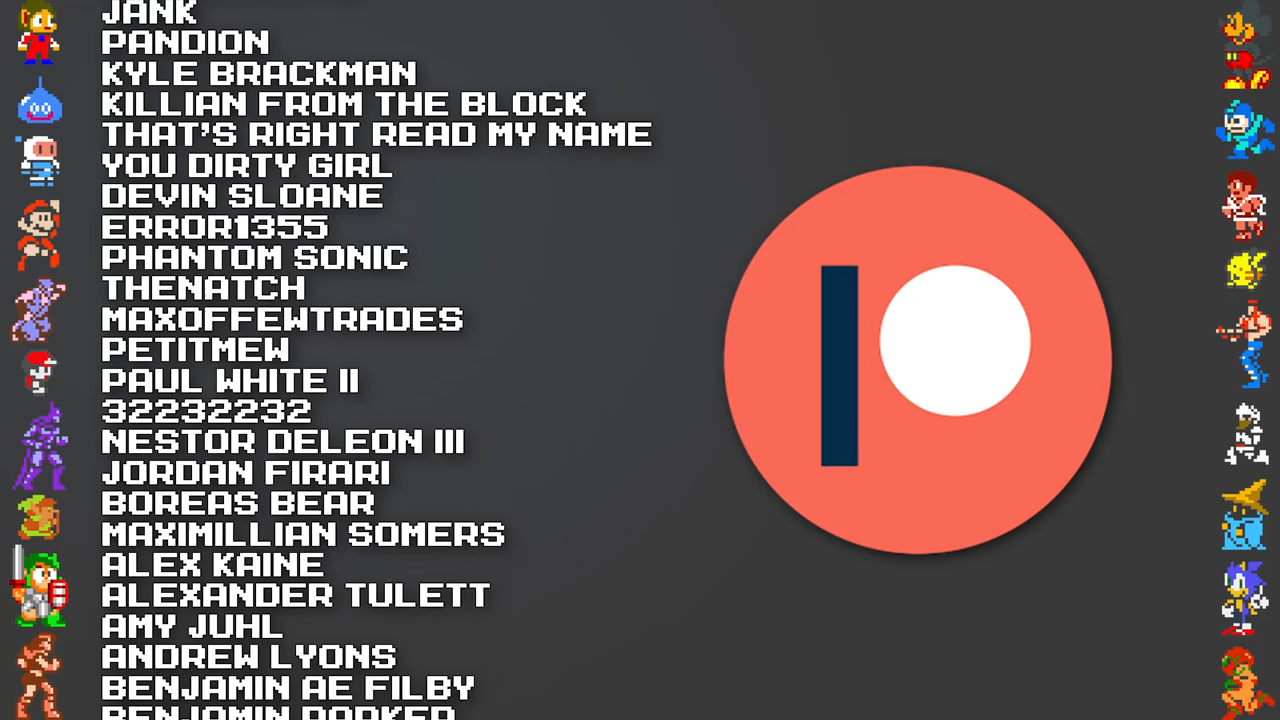 JANK
PANDION
KYLE BRACKMAN
KILLIAN FROM THE BLOCK
THAT'S RIGHT READ MY NAME
YOU DIRTY GIRL
DEVIN SLOANE
ERROR1355
PHANTOM SONIC
THENATCH
MAXOFFEWTRADES
PETITMEW
PAUL WHITE II
32232232
NESTOR DELEON III
JORDAN FIRARI
BOREAS BEAR
MAXIMILLIAN SOMERS
ALEX KAINE
ALEXANDER TULETT
AMY JUHL
ANDREW LYONS
BENJAMIN AE FILBY
BENJAMIN PARKER